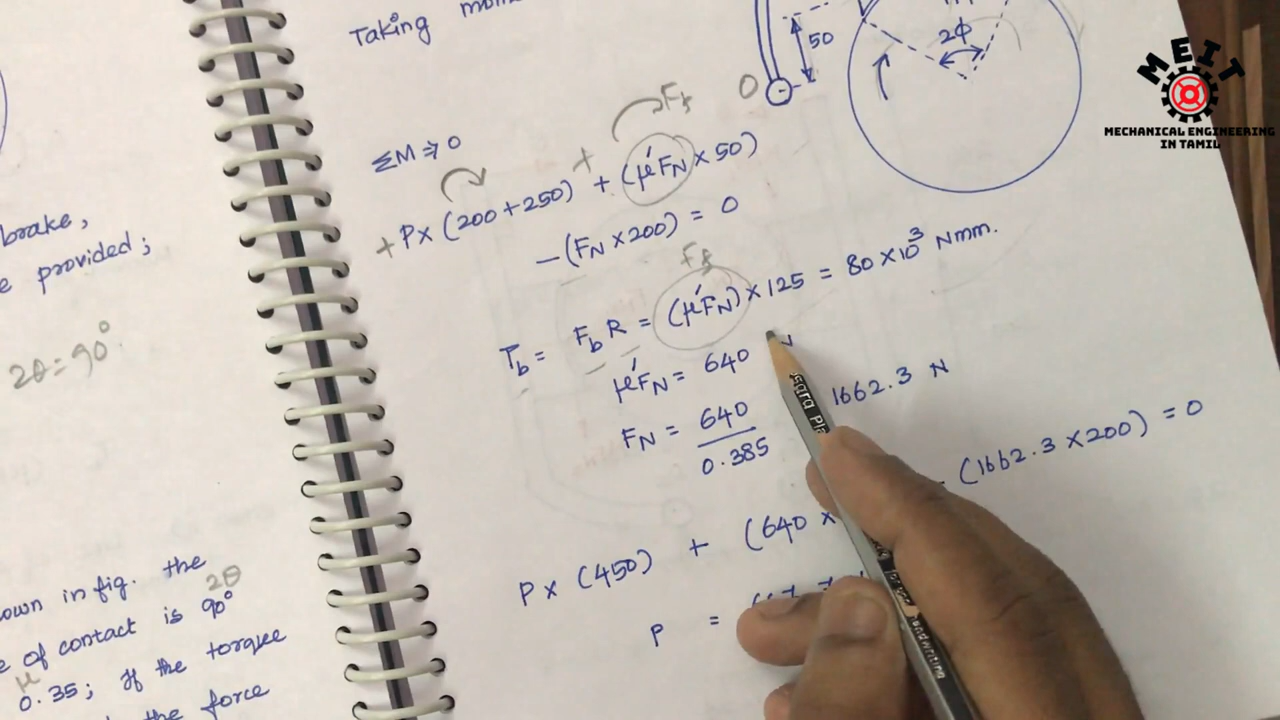 brake,
provided;
2θ = 90°
own in fig. the
2θ
of contact is 90°
μ
0.35; If the torque
the force
Taking
50
O
2φ
ΣM ⇒ 0
Ff
+ P × (200 + 250) + (μ'FN × 50)
− (FN × 200) = 0
Tb = FbR = (μ'FN) × 125 = 80 × 10³ Nmm.
μ'FN = 640 N
FN = 640 / 0.385 1662.3 N
P × (450) + (640 × - (1662.3 × 200) = 0
P =
MEIT
MECHANICAL ENGINEERING
IN TAMIL